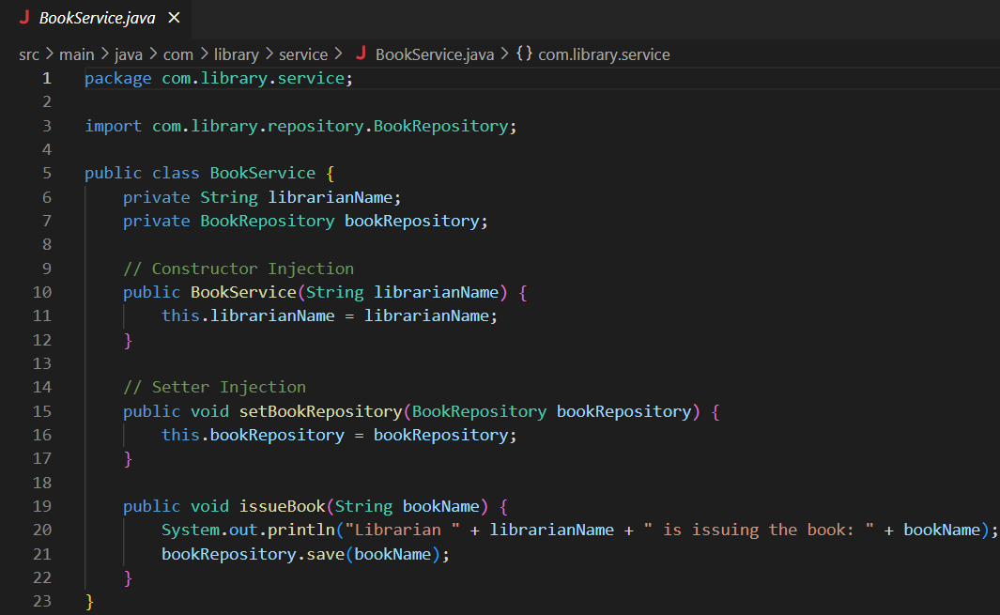 J BookService.java ×
src > main > java > com > library > service > J BookService.java > {} com.library.service
1 package com.library.service;
2
3 import com.library.repository.BookRepository;
4
5 public class BookService {
6     private String librarianName;
7     private BookRepository bookRepository;
8
9     // Constructor Injection
10     public BookService(String librarianName) {
11         this.librarianName = librarianName;
12     }
13
14     // Setter Injection
15     public void setBookRepository(BookRepository bookRepository) {
16         this.bookRepository = bookRepository;
17     }
18
19     public void issueBook(String bookName) {
20         System.out.println("Librarian " + librarianName + " is issuing the book: " + bookName);
21         bookRepository.save(bookName);
22     }
23 }